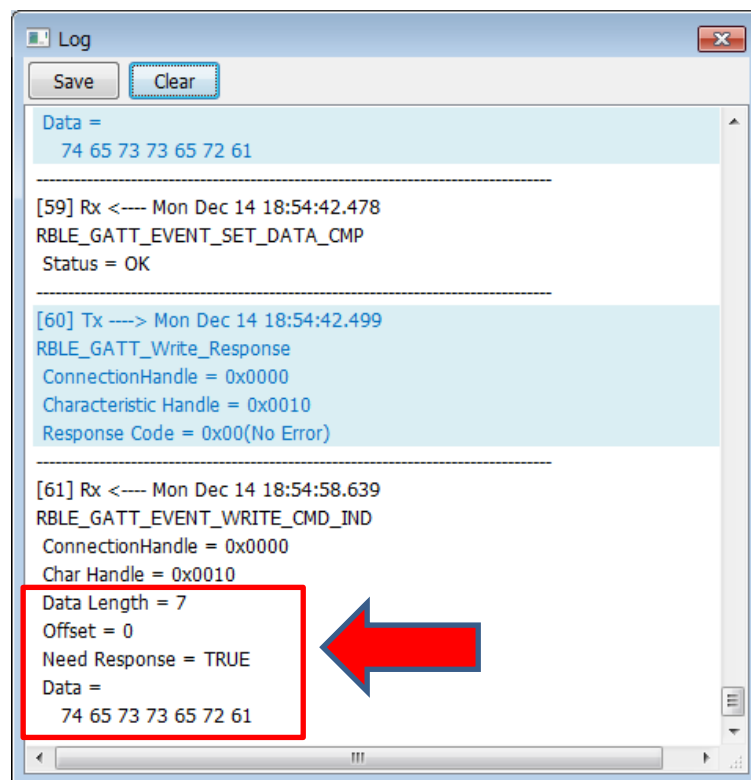 Log
Save Clear
Data =
74 65 73 73 65 72 61
--------------------------------------------------------------------------------
[59] Rx <---- Mon Dec 14 18:54:42.478
RBLE_GATT_EVENT_SET_DATA_CMP
Status = OK
--------------------------------------------------------------------------------
[60] Tx ----> Mon Dec 14 18:54:42.499
RBLE_GATT_Write_Response
ConnectionHandle = 0x0000
Characteristic Handle = 0x0010
Response Code = 0x00(No Error)
--------------------------------------------------------------------------------
[61] Rx <---- Mon Dec 14 18:54:58.639
RBLE_GATT_EVENT_WRITE_CMD_IND
ConnectionHandle = 0x0000
Char Handle = 0x0010
Data Length = 7
Offset = 0
Need Response = TRUE
Data =
74 65 73 73 65 72 61